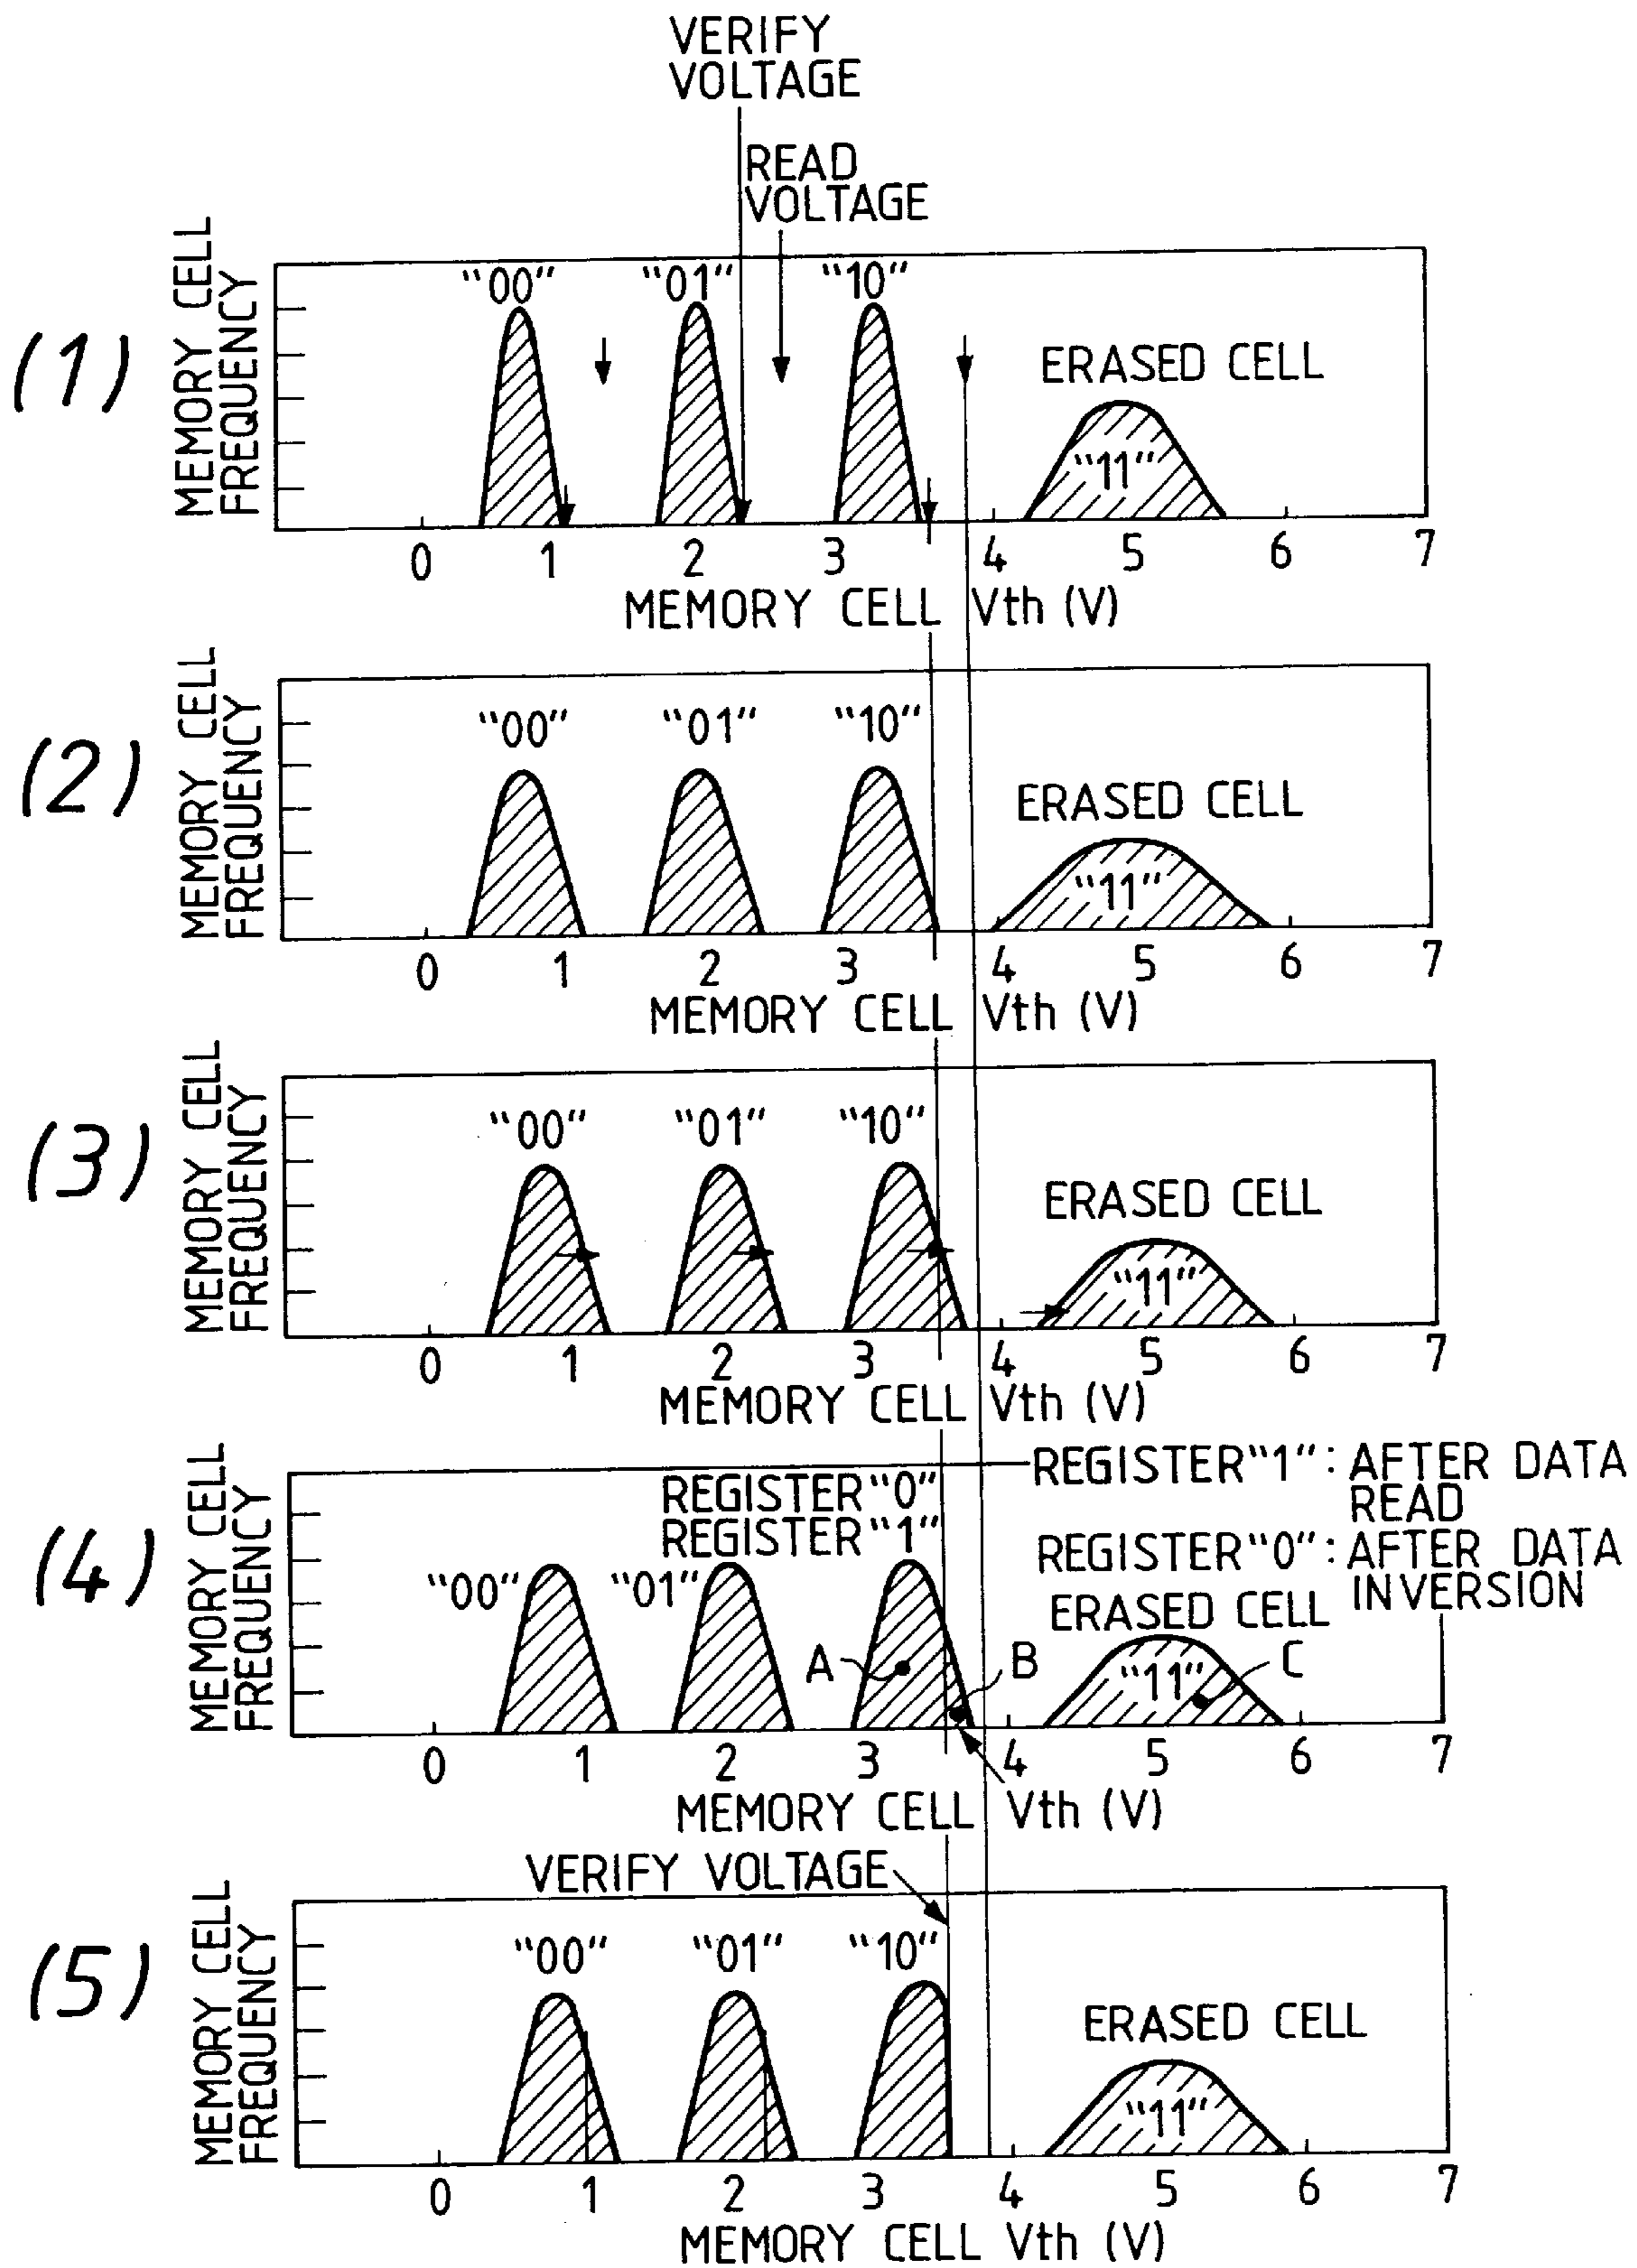 VERIFY
VOLTAGE
READ
VOLTAGE
(1)
MEMORY CELL
FREQUENCY
"00" "01" "10"
ERASED CELL
"11"
0 1 2 3 4 5 6 7
MEMORY CELL Vth (V)
(2)
MEMORY CELL
FREQUENCY
"00" "01" "10"
ERASED CELL
"11"
0 1 2 3 4 5 6 7
MEMORY CELL Vth (V)
(3)
MEMORY CELL
FREQUENCY
"00" "01" "10"
ERASED CELL
"11"
0 1 2 3 4 5 6 7
MEMORY CELL Vth (V)
(4)
MEMORY CELL
FREQUENCY
REGISTER "0"
REGISTER "1"
REGISTER "1" : AFTER DATA
READ
REGISTER "0" : AFTER DATA
INVERSION
ERASED CELL
"00" "01"
A B "11" C
0 1 2 3 4 5 6 7
MEMORY CELL Vth (V)
VERIFY VOLTAGE
(5)
MEMORY CELL
FREQUENCY
"00" "01" "10"
ERASED CELL
"11"
0 1 2 3 4 5 6 7
MEMORY CELL Vth (V)